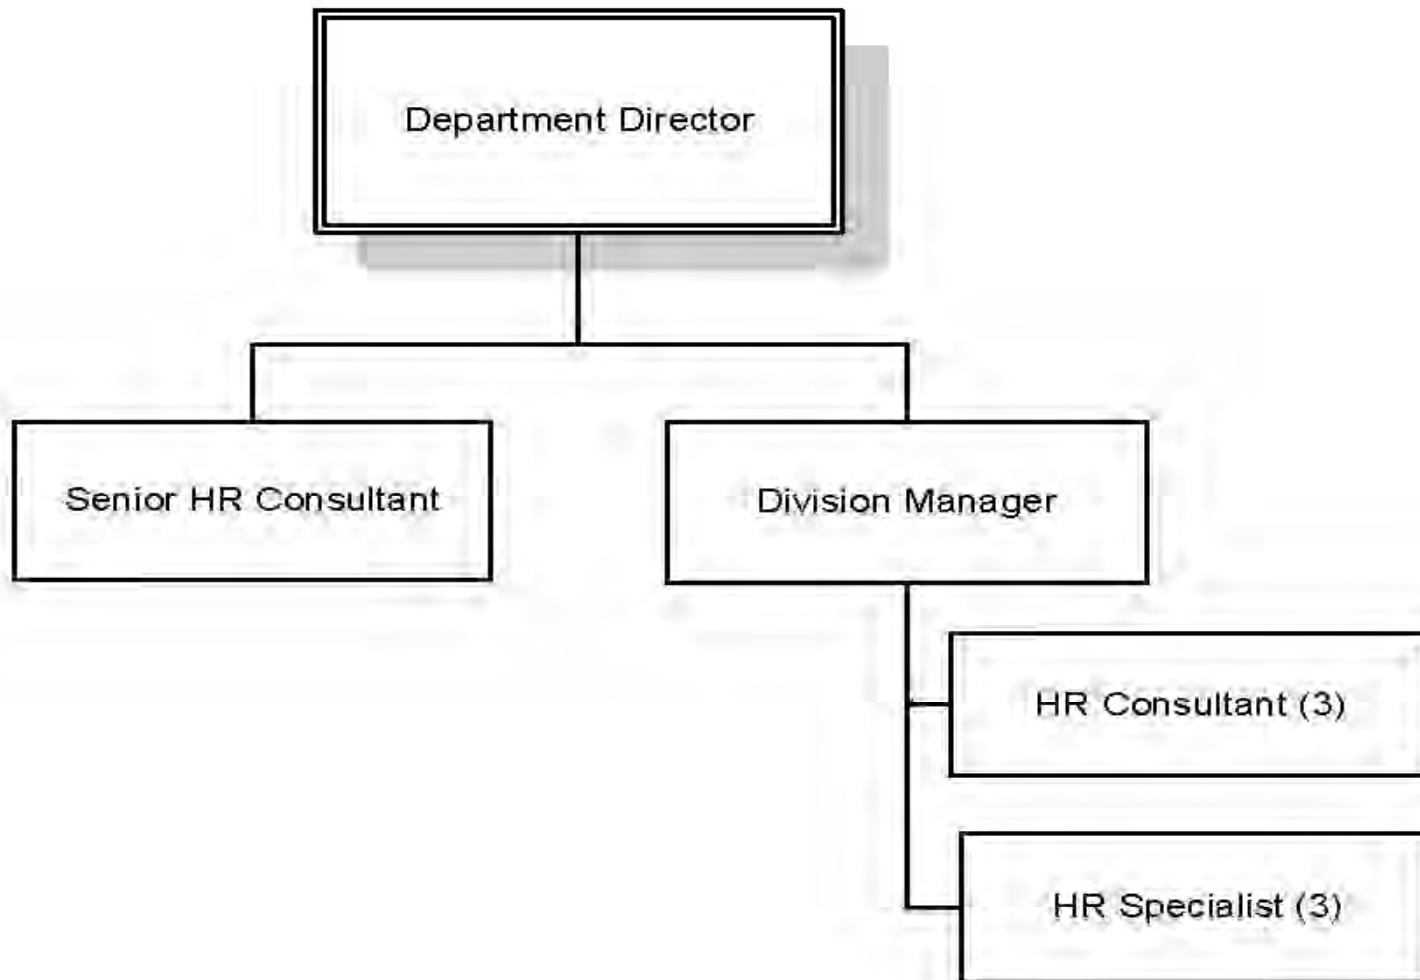 Department Director
Senior HR Consultant
Division Manager
HR Consultant (3)
HR Specialist (3)